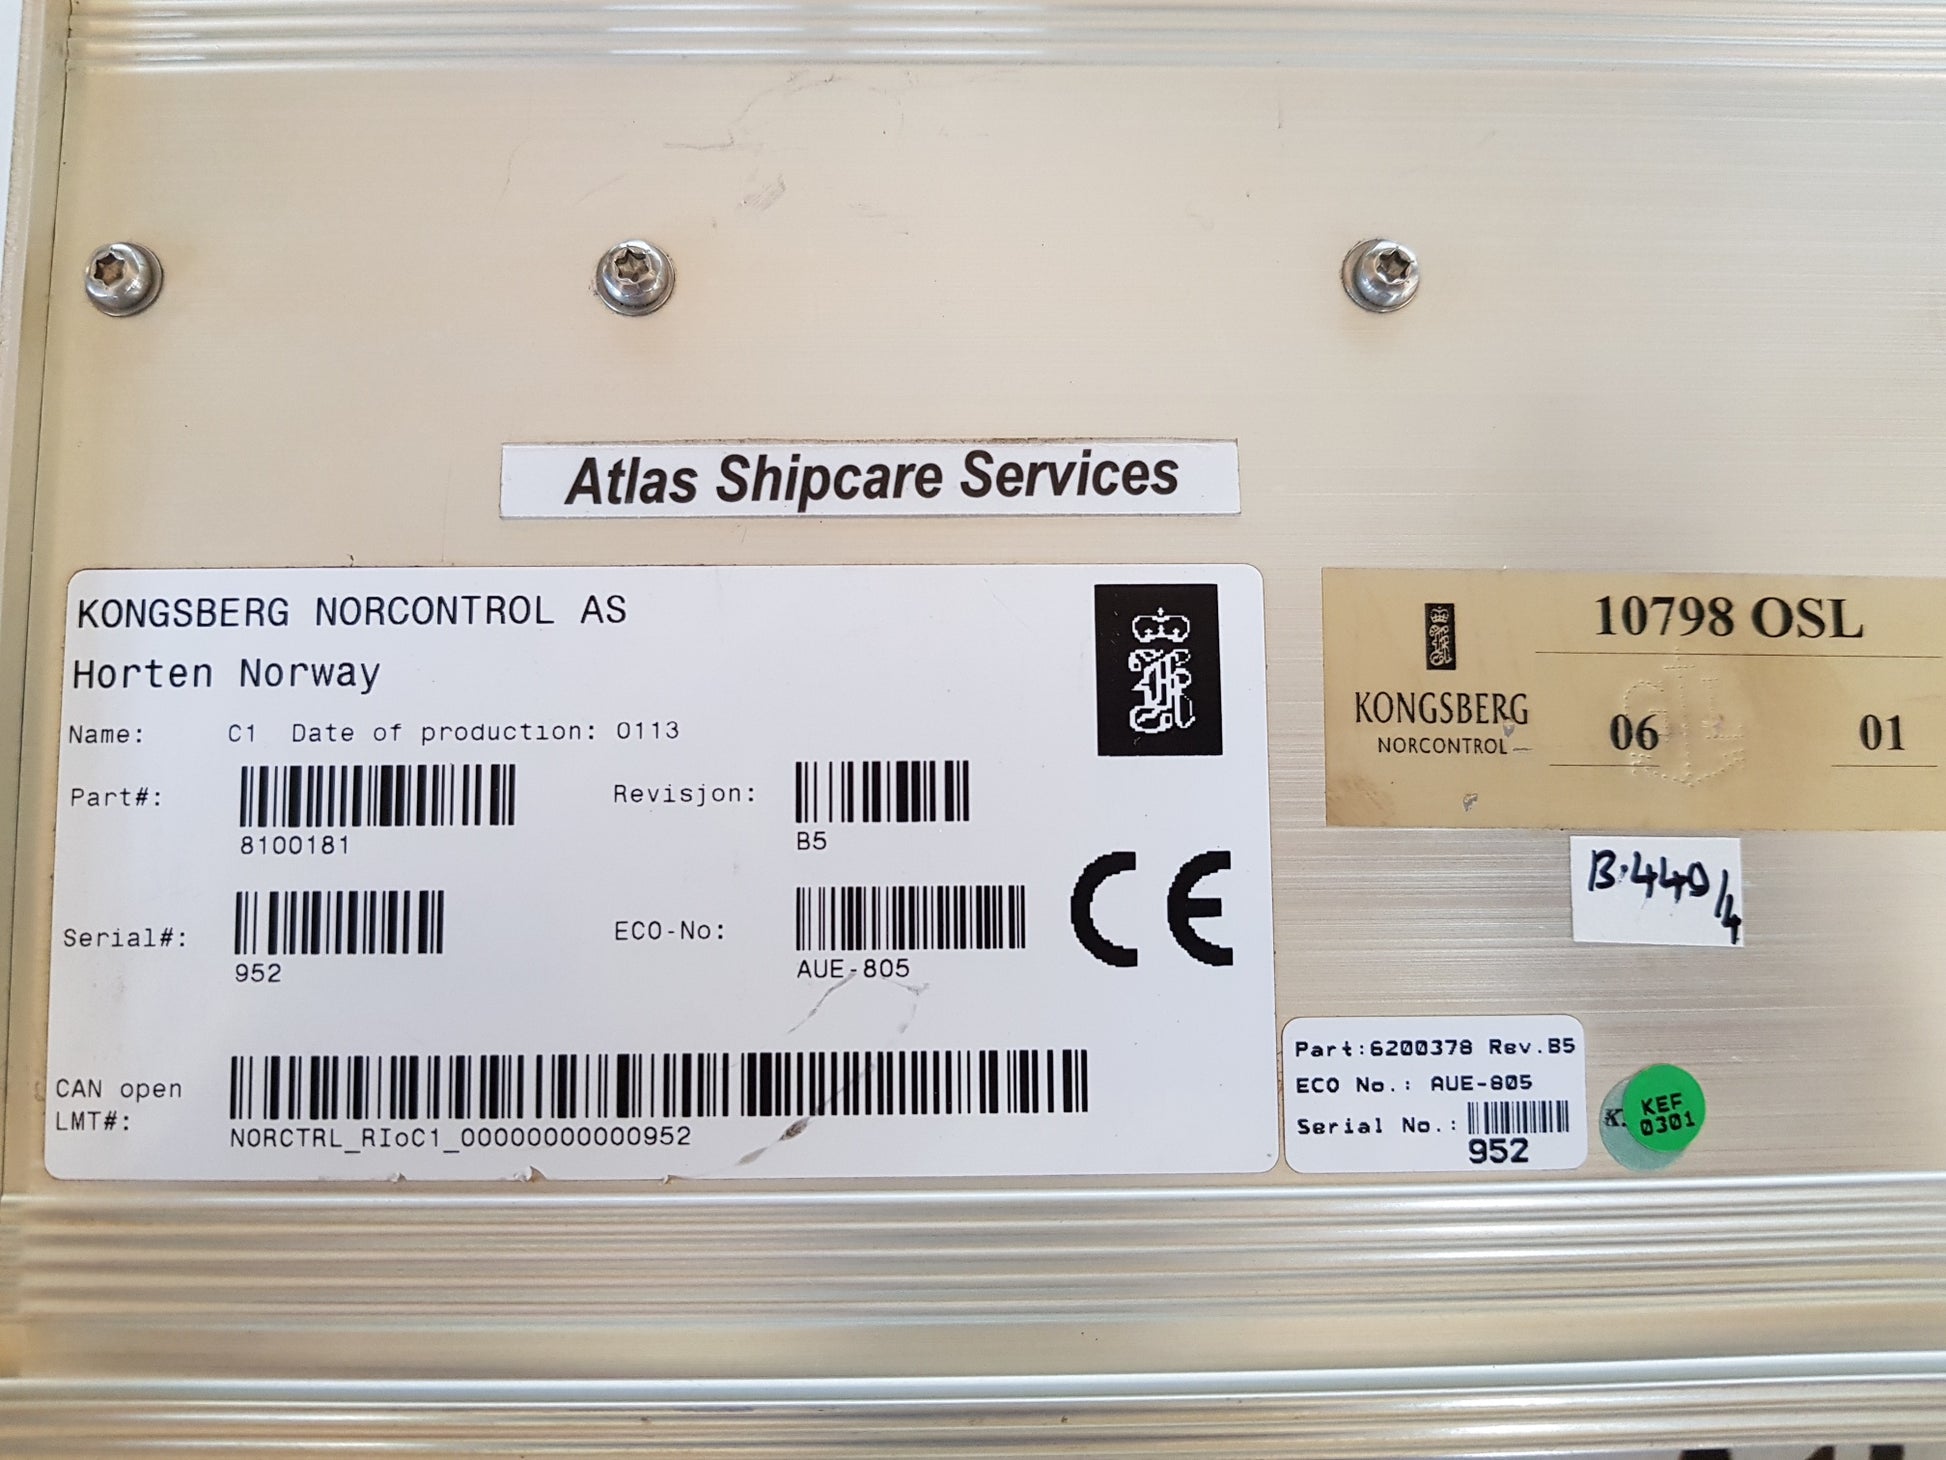 Atlas Shipcare Services
KONGSBERG NORCONTROL AS
Horten Norway
Name: C1 Date of production: 0113
Part#: Revisjon:
8100181 B5
Serial#: ECO-No:
952 AUE-805
CAN open
LMT#:
NORCTRL_RIoC1_00000000000952
CE
10798 OSL
KONGSBERG
NORCONTROL
06 01
B.440/4
Part:6200378 Rev.B5
ECO No.: AUE-805
Serial No.:
952
K.
KEF
0301